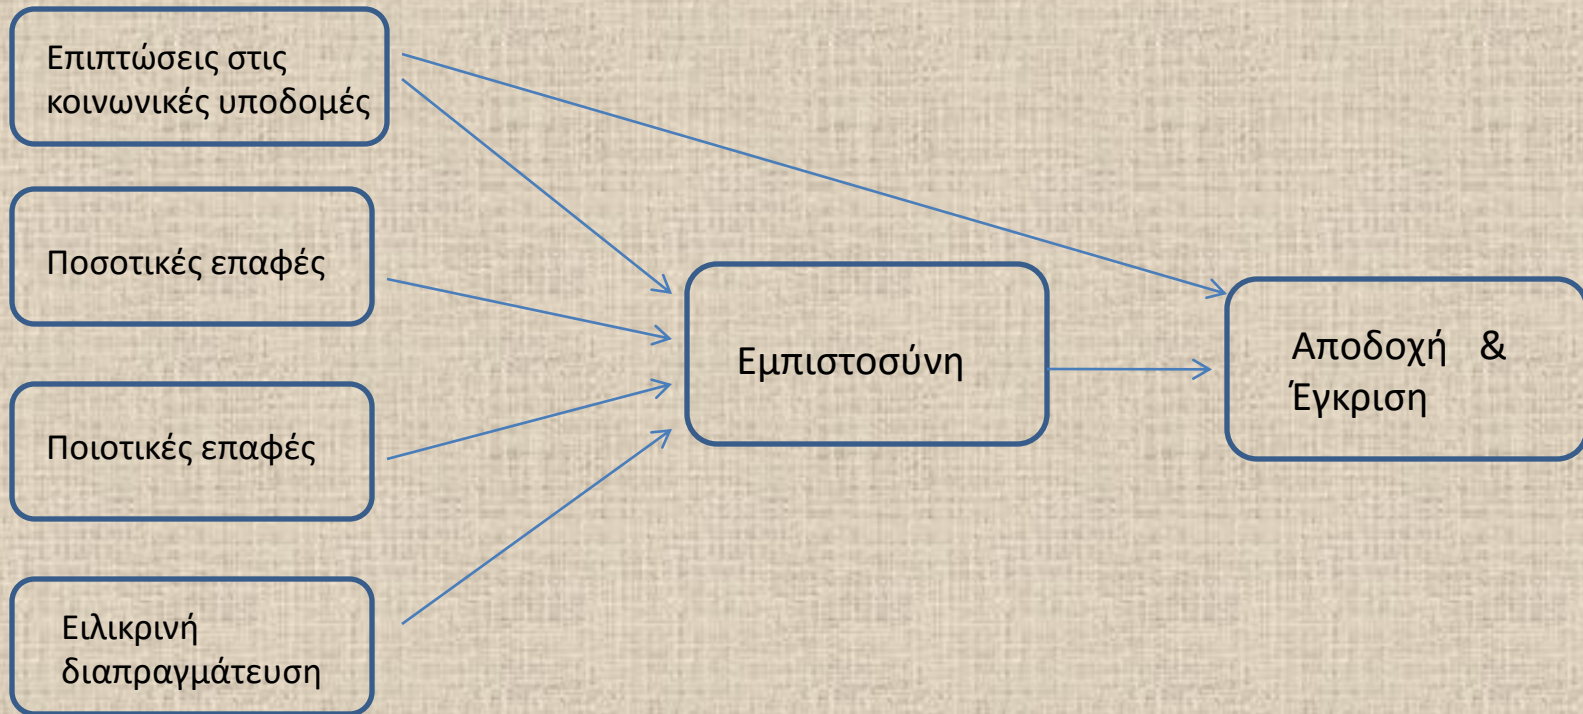 Επιπτώσεις στις
κοινωνικές υποδομές
Ποσοτικές επαφές
Ποιοτικές επαφές
Ειλικρινή
διαπραγμάτευση
Εμπιστοσύνη
Αποδοχή &
Έγκριση